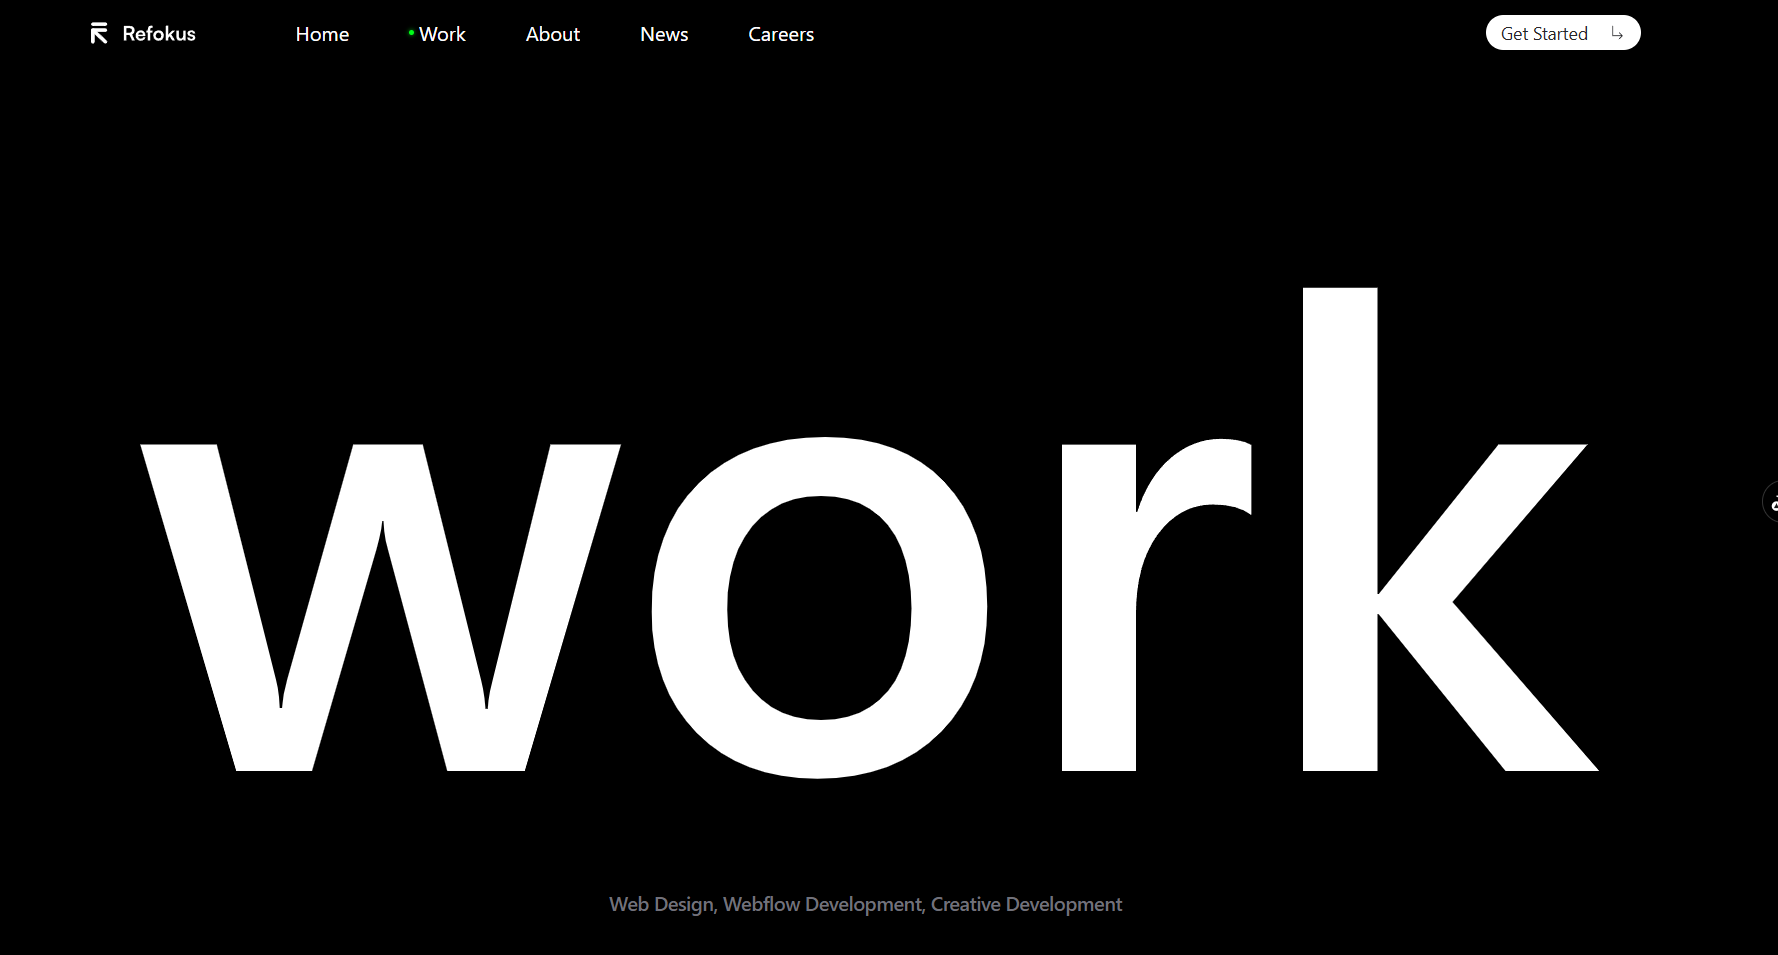 Refokus Home Work About News Careers Get Started
work
Web Design, Webflow Development, Creative Development